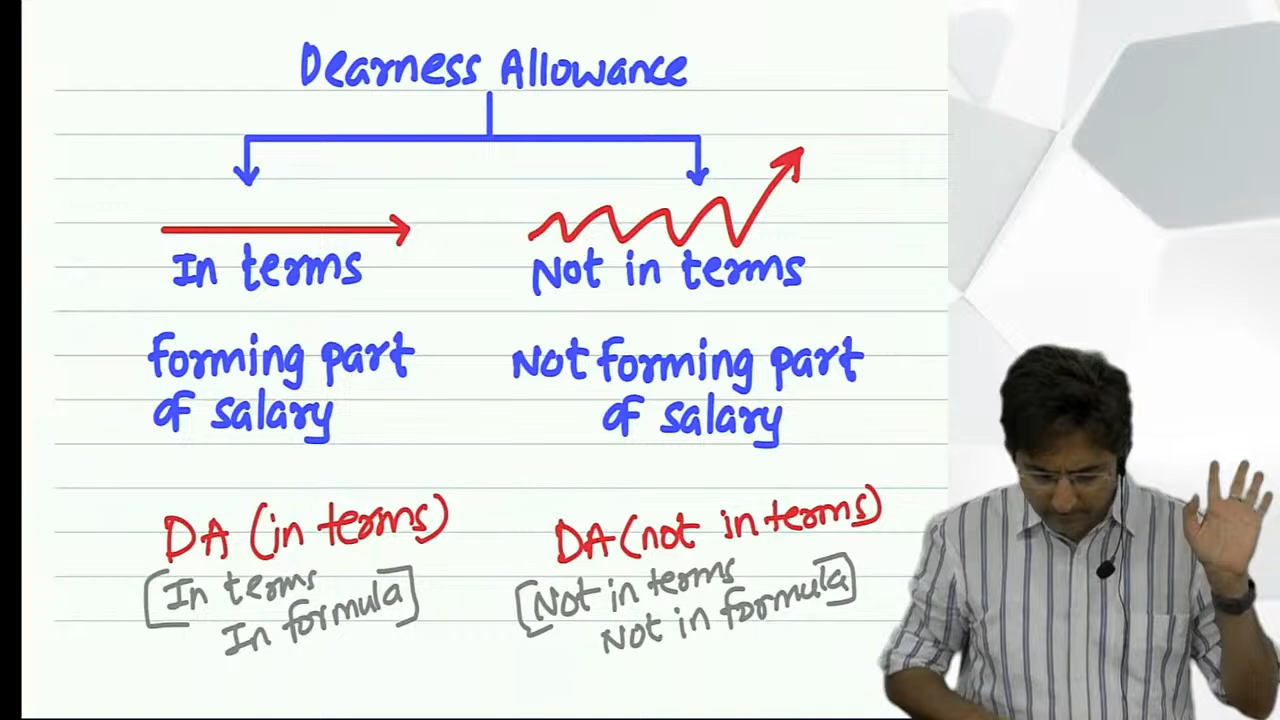 Dearness Allowance
In terms
Not in terms
forming part
of salary
Not forming part
of salary
DA (in terms)
[In terms
In formula]
DA (not in terms)
[Not in terms
Not in formula]